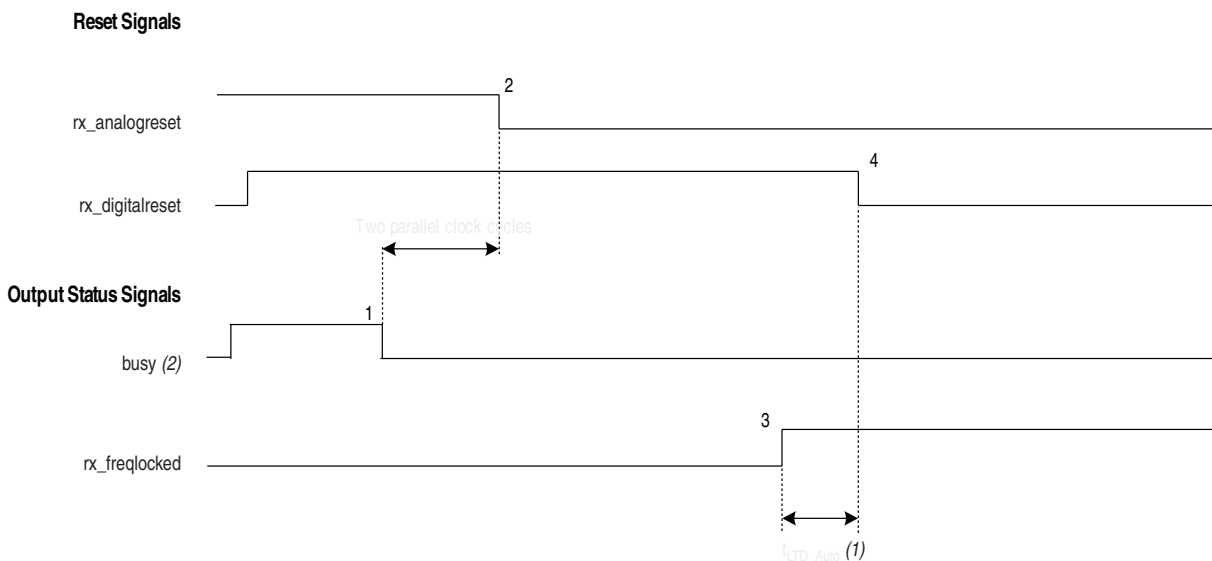 Reset Signals
2
rx_analogreset
4
rx_digitalreset
Two parallel clock cycles
Output Status Signals
1
busy (2)
3
rx_freqlocked
tLTD_Auto (1)